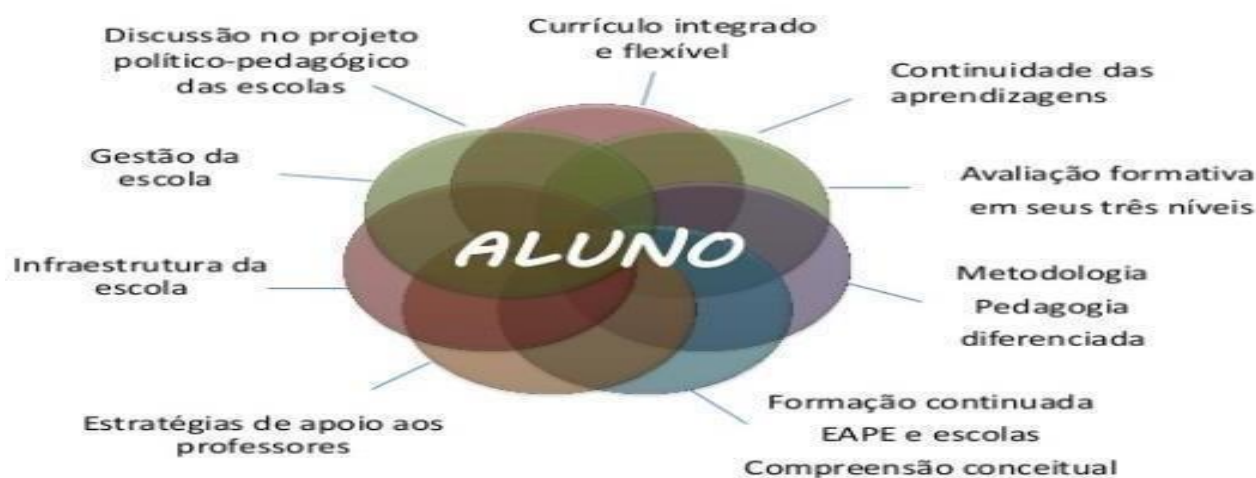 Discussão no projeto
político-pedagógico
das escolas
Currículo integrado
e flexível
Continuidade das
aprendizagens
Gestão da
escola
Avaliação formativa
em seus três níveis
ALUNO
Infraestrutura da
escola
Metodologia
Pedagogia
diferenciada
Estratégias de apoio aos
professores
Formação continuada
EAPE e escolas
Compreensão conceitual